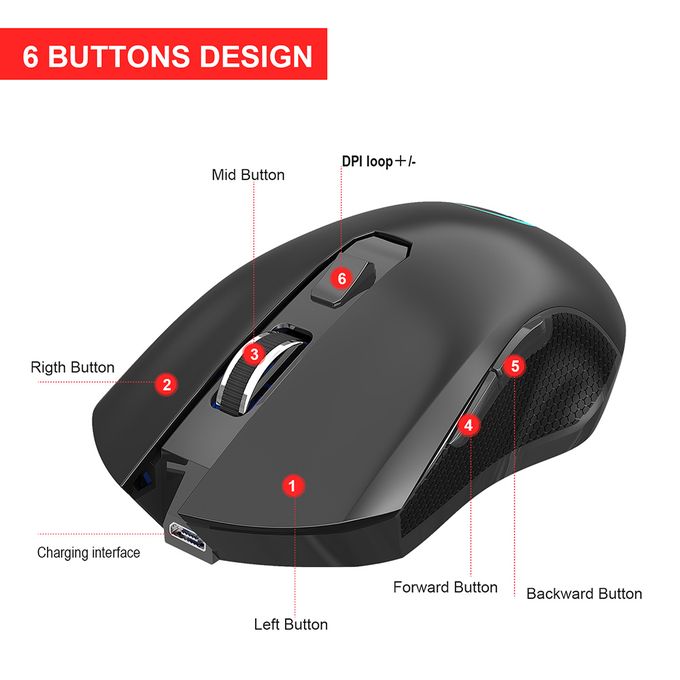 6 BUTTONS DESIGN
DPI loop+/-
Mid Button
6
3
Rigth Button
2
5
4
1
Charging interface
Forward Button
Backward Button
Left Button